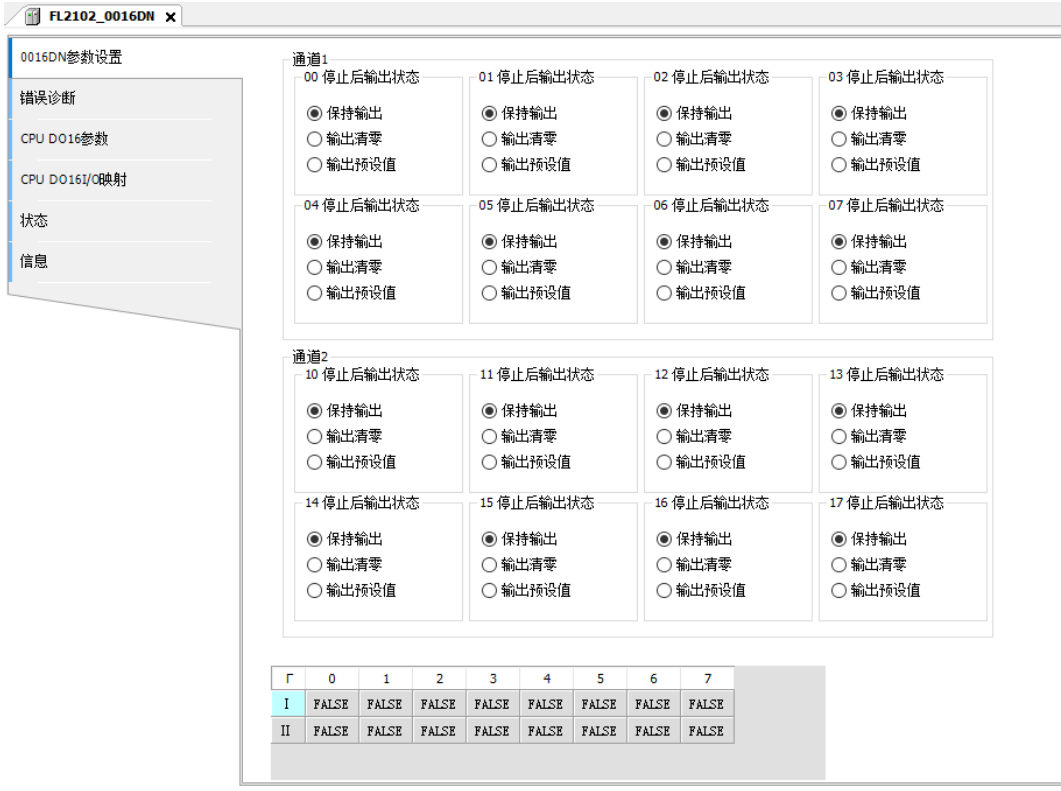 FL2102_0016DN x
0016DN参数设置
错误诊断
CPU DO16参数
CPU DO16I/O映射
状态
信息
通道1
00 停止后输出状态 01 停止后输出状态 02 停止后输出状态 03 停止后输出状态
保持输出 保持输出 保持输出 保持输出
输出清零 输出清零 输出清零 输出清零
输出预设值 输出预设值 输出预设值 输出预设值
04 停止后输出状态 05 停止后输出状态 06 停止后输出状态 07 停止后输出状态
保持输出 保持输出 保持输出 保持输出
输出清零 输出清零 输出清零 输出清零
输出预设值 输出预设值 输出预设值 输出预设值
通道2
10 停止后输出状态 11 停止后输出状态 12 停止后输出状态 13 停止后输出状态
保持输出 保持输出 保持输出 保持输出
输出清零 输出清零 输出清零 输出清零
输出预设值 输出预设值 输出预设值 输出预设值
14 停止后输出状态 15 停止后输出状态 16 停止后输出状态 17 停止后输出状态
保持输出 保持输出 保持输出 保持输出
输出清零 输出清零 输出清零 输出清零
输出预设值 输出预设值 输出预设值 输出预设值
Γ 0 1 2 3 4 5 6 7
I FALSE FALSE FALSE FALSE FALSE FALSE FALSE FALSE
II FALSE FALSE FALSE FALSE FALSE FALSE FALSE FALSE